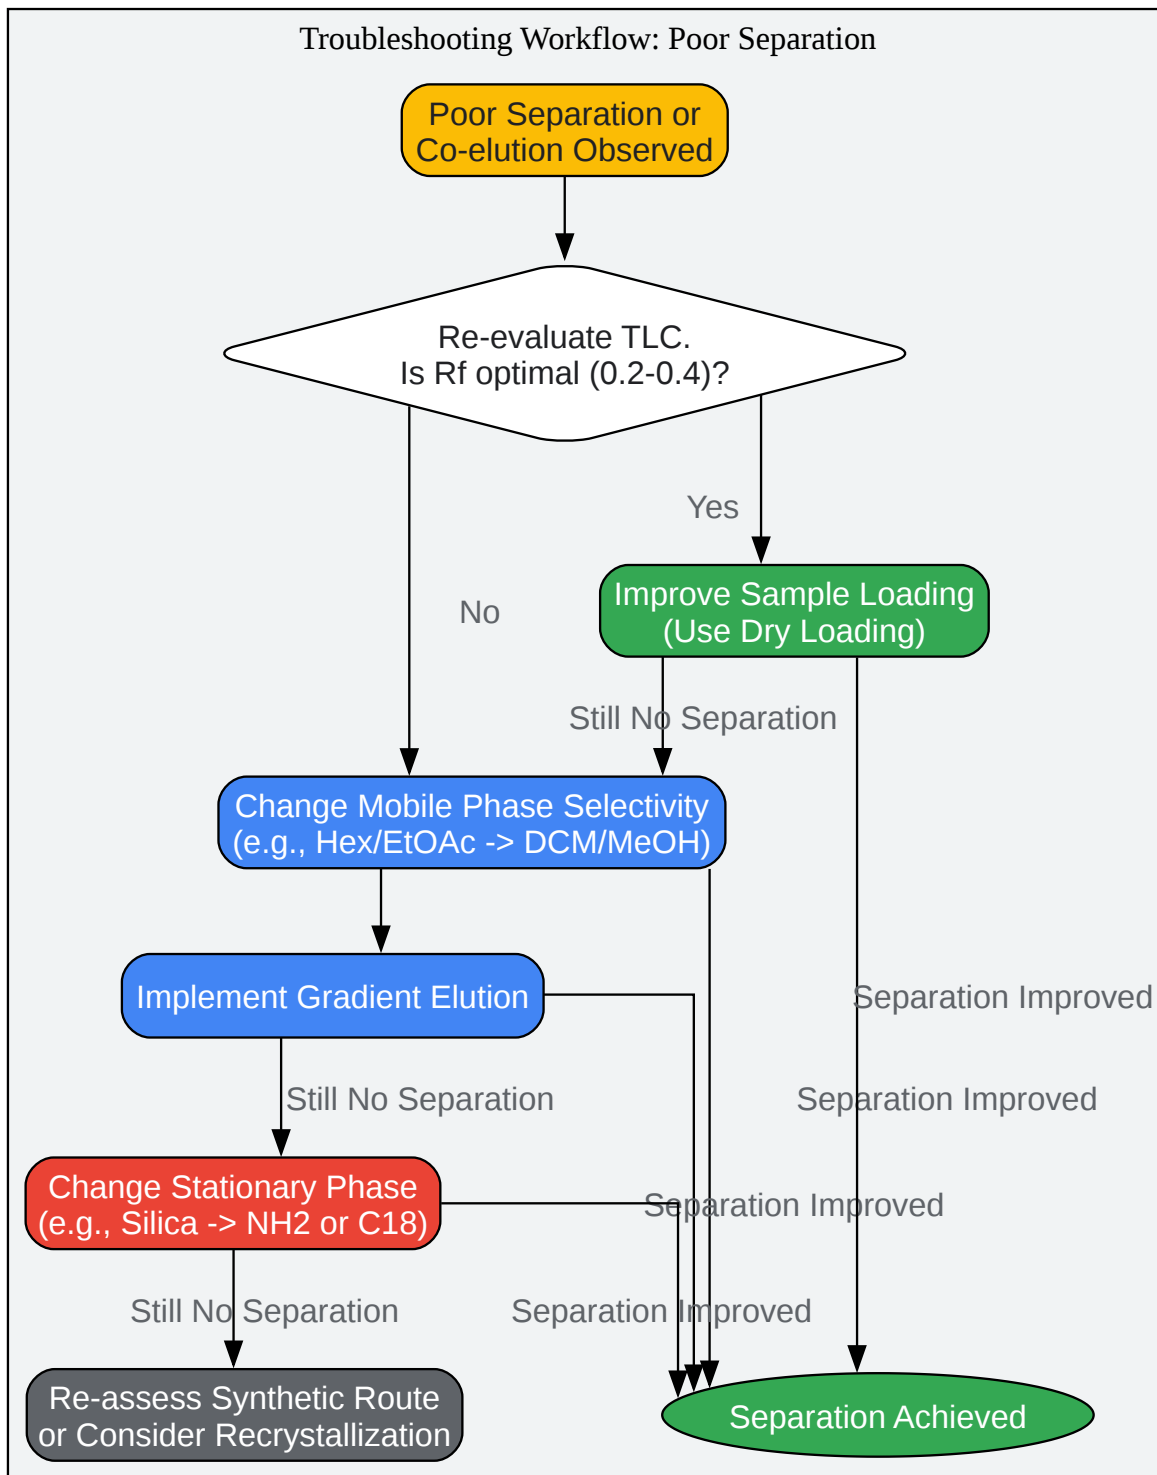 Troubleshooting Workflow: Poor Separation
Poor Separation or
Co-elution Observed
Re-evaluate TLC.
Is Rf optimal (0.2-0.4)?
Yes
No
Improve Sample Loading
(Use Dry Loading)
Still No Separation
Change Mobile Phase Selectivity
(e.g., Hex/EtOAc -> DCM/MeOH)
Implement Gradient Elution
Separation Improved
Still No Separation
Separation Improved
Change Stationary Phase
(e.g., Silica -> NH2 or C18)
Separation Improved
Still No Separation
Separation Improved
Re-assess Synthetic Route
or Consider Recrystallization
Separation Achieved